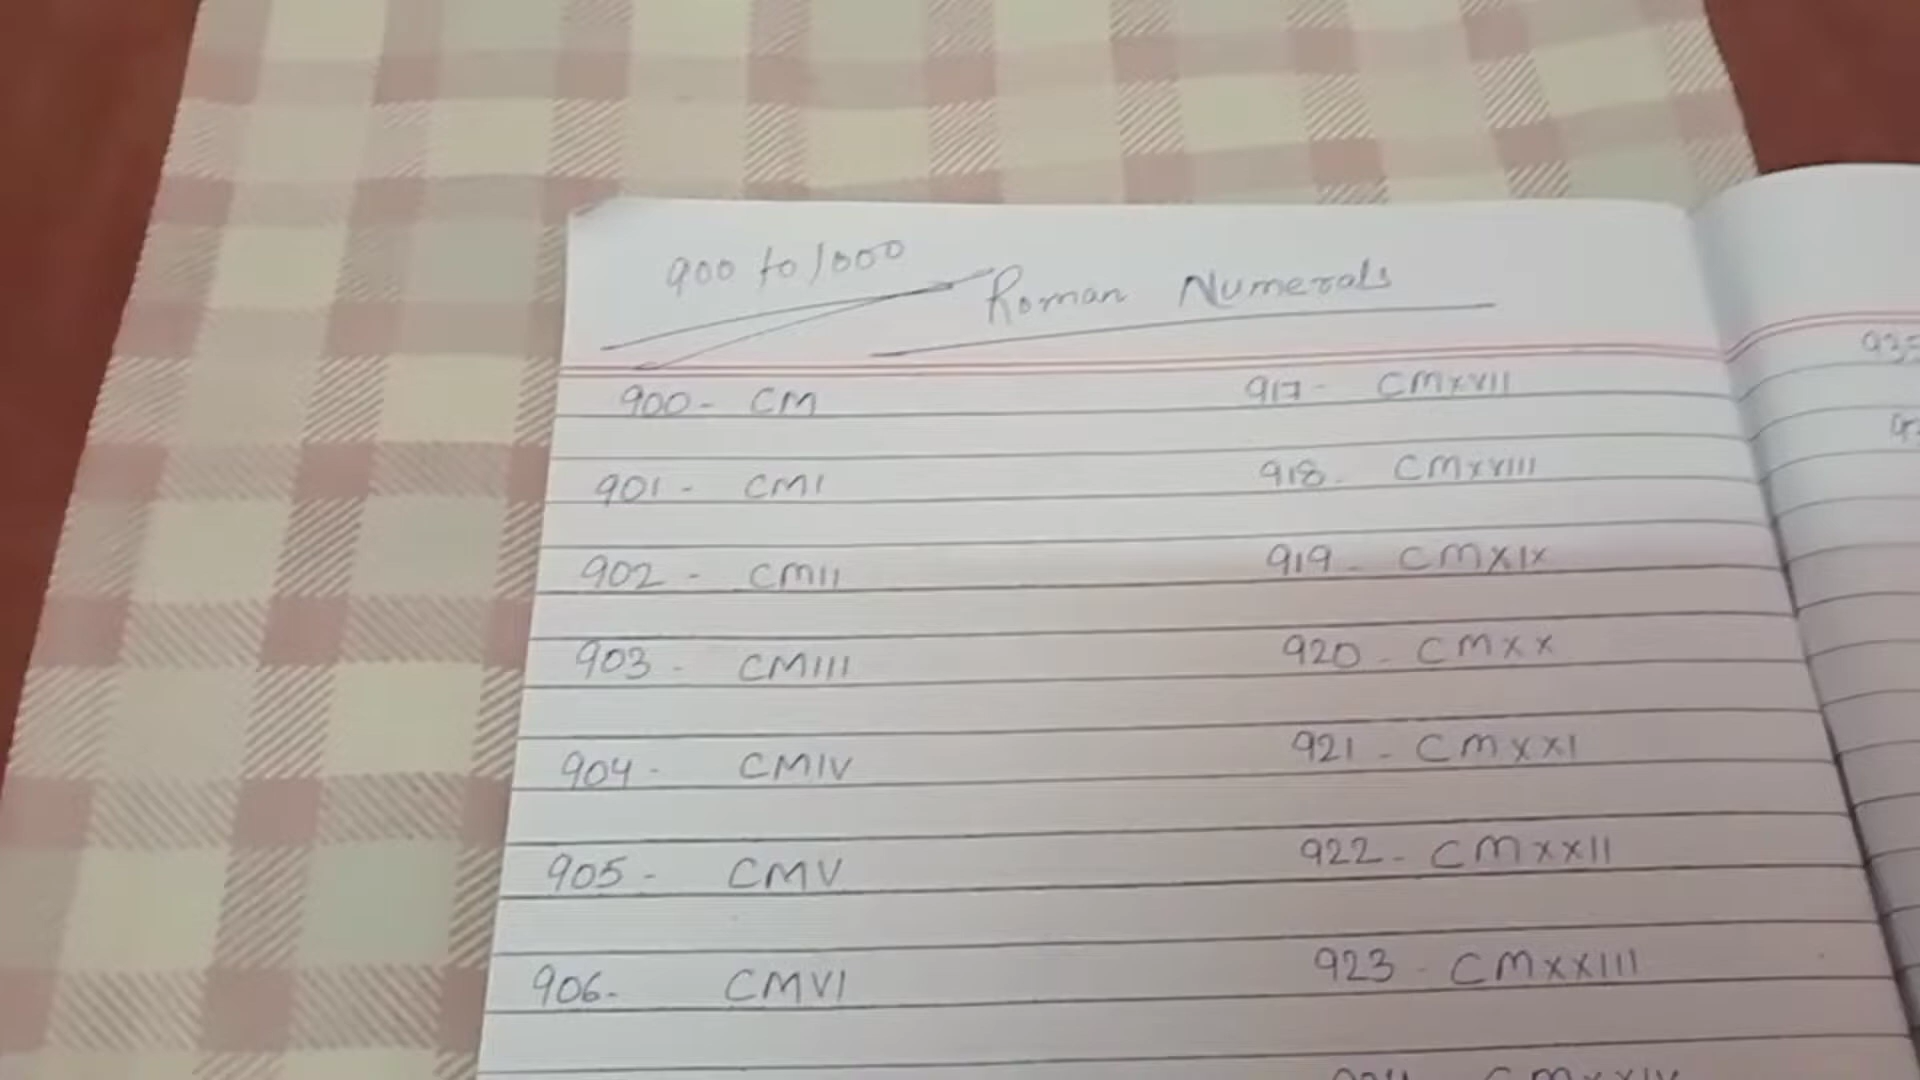 900 to 1000
Roman Numerals
900 - CM
901 - CMI
902 - CMII
903 - CMIII
904 - CMIV
905 - CMV
906 - CMVI
917 - CMXVII
918 - CMXVIII
919 - CMXIX
920 - CMXX
921 - CMXXI
922 - CMXXII
923 - CMXXIII